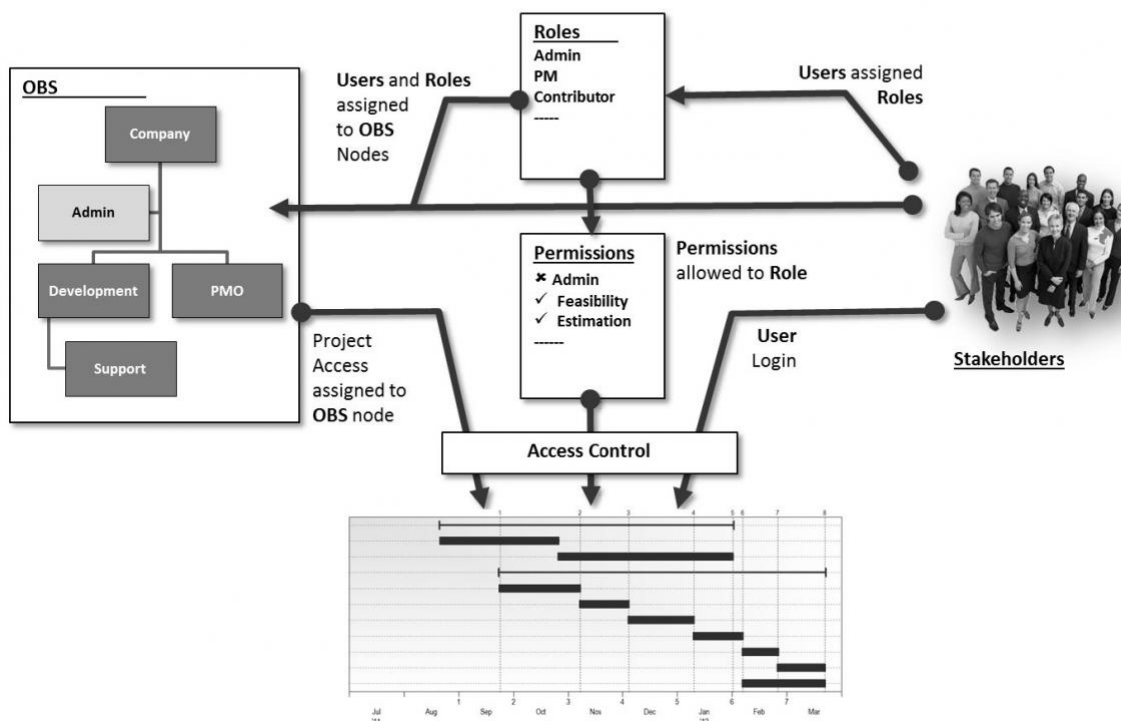 OBS
Company
Admin
Development
PMO
Support
Users and Roles
assigned
to OBS
Nodes
Roles
Admin
PM
Contributor
-----
Users assigned
Roles
Permissions
✘ Admin
✓ Feasibility
✓ Estimation
------
Permissions
allowed to Role
Project
Access
assigned to
OBS node
User
Login
Stakeholders
Access Control
1 2 3 4 5 6 7 8
1 2 3 4 5 6 7
Jul Aug Sep Oct Nov Dec Jan Feb Mar